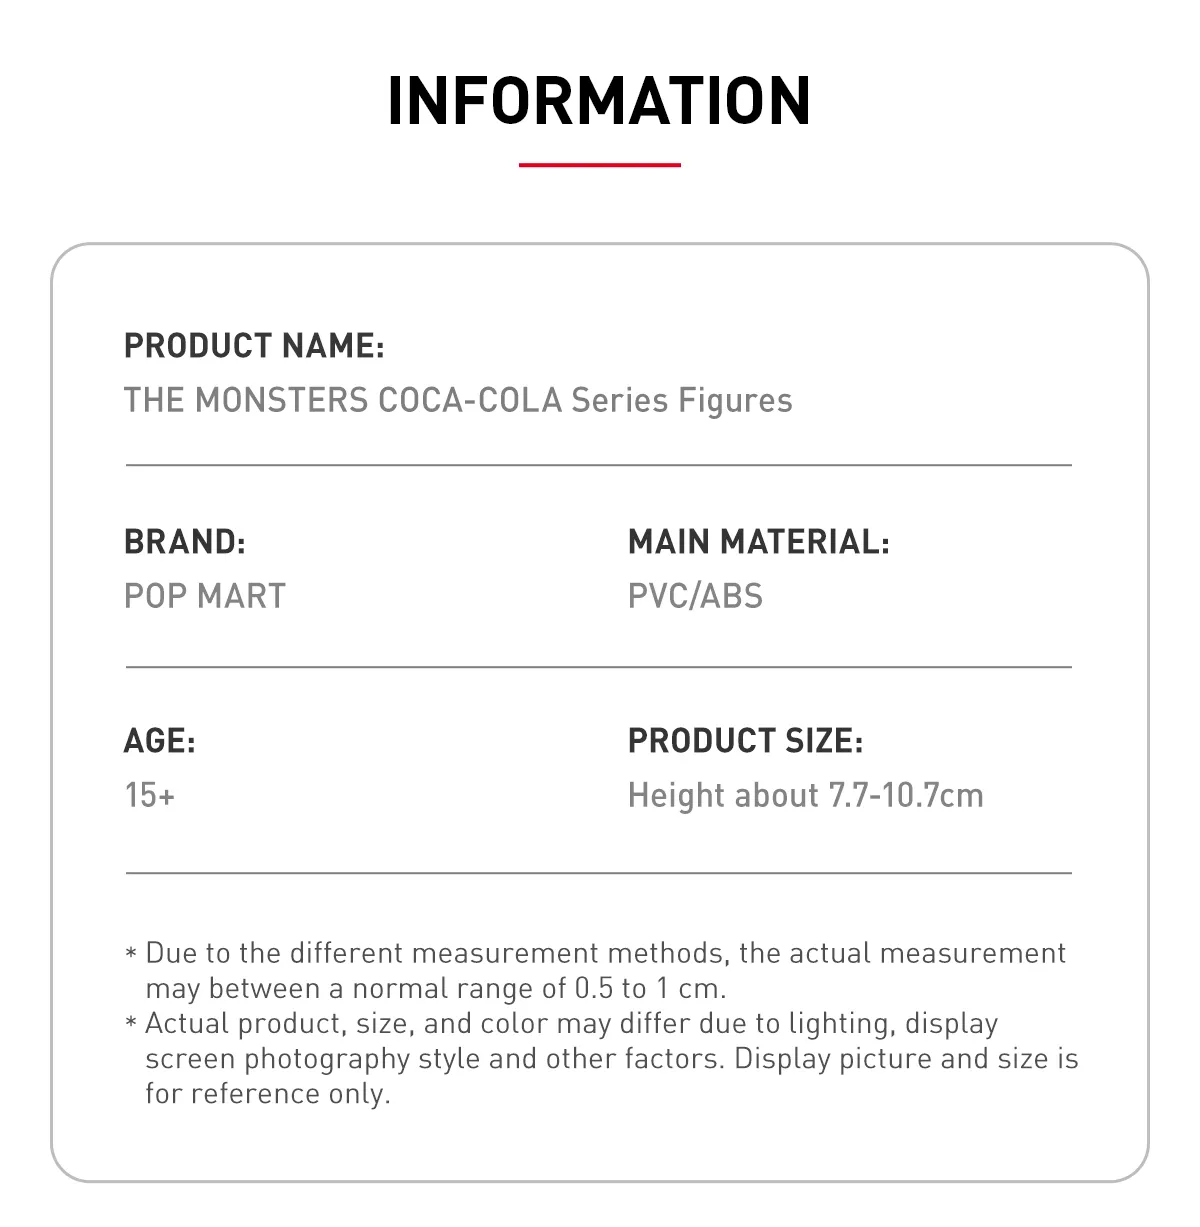 INFORMATION
PRODUCT NAME:
THE MONSTERS COCA-COLA Series Figures
BRAND:
POP MART
MAIN MATERIAL:
PVC/ABS
AGE:
15+
PRODUCT SIZE:
Height about 7.7-10.7cm
* Due to the different measurement methods, the actual measurement
may between a normal range of 0.5 to 1 cm.
* Actual product, size, and color may differ due to lighting, display
screen photography style and other factors. Display picture and size is
for reference only.